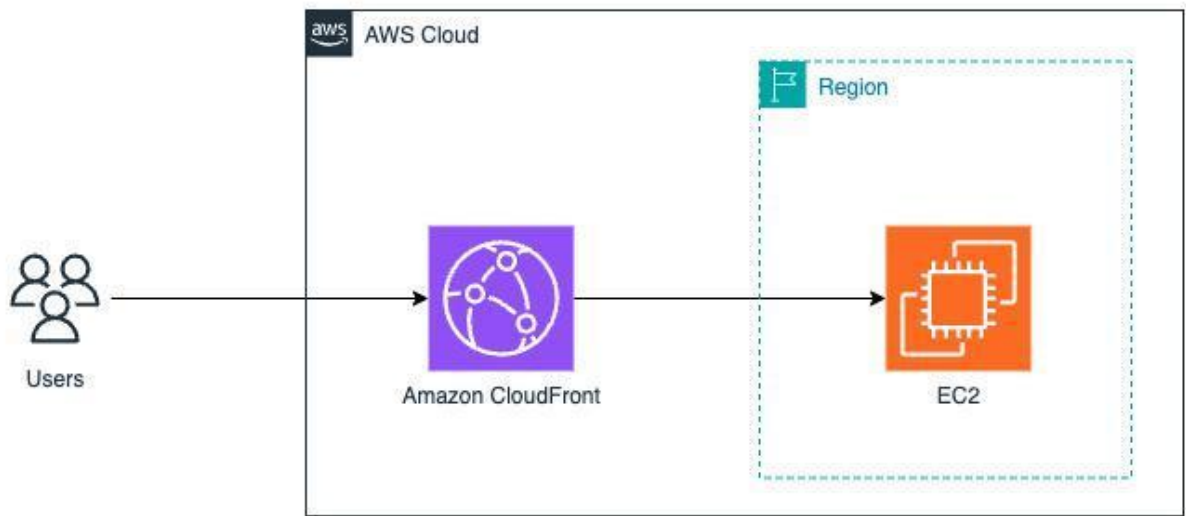 aws
AWS Cloud
Region
Users
Amazon CloudFront
EC2